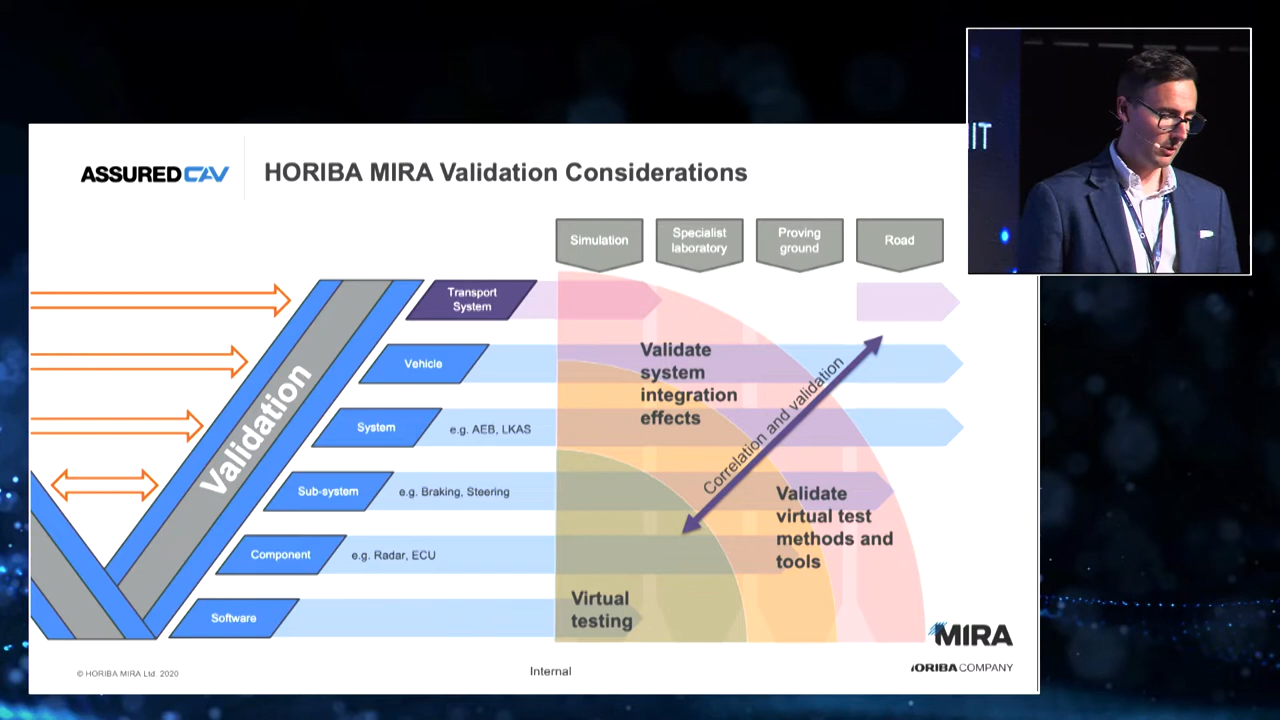 ASSURED CAV
HORIBA MIRA Validation Considerations
IT
Simulation
Specialist
laboratory
Proving
ground
Road
Transport
System
Vehicle
System
e.g. AEB, LKAS
Sub-system
e.g. Braking, Steering
Component
e.g. Radar, ECU
Software
Validation
Validate
system
integration
effects
Correlation and validation
Validate
virtual test
methods and
tools
Virtual
testing
MIRA
HORIBA COMPANY
© HORIBA MIRA Ltd. 2020
Internal